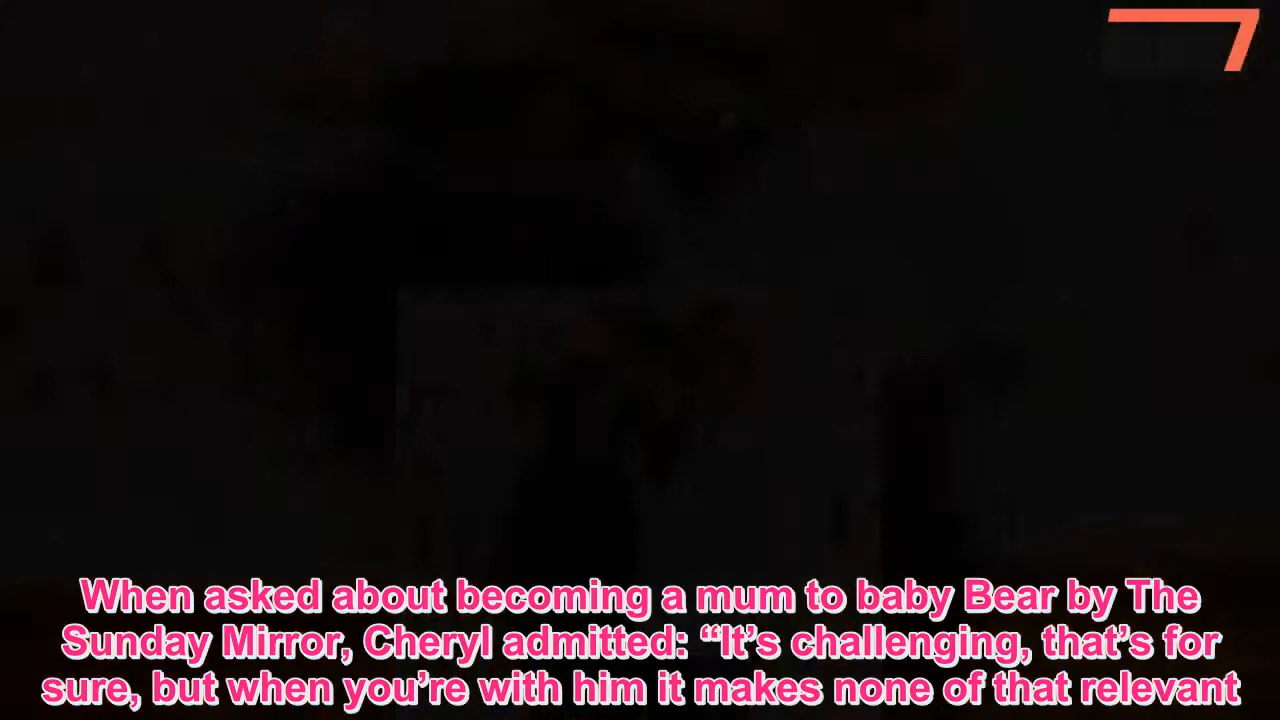 When asked about becoming a mum to baby Bear by The
Sunday Mirror, Cheryl admitted: “It’s challenging, that’s for
sure, but when you’re with him it makes none of that relevant